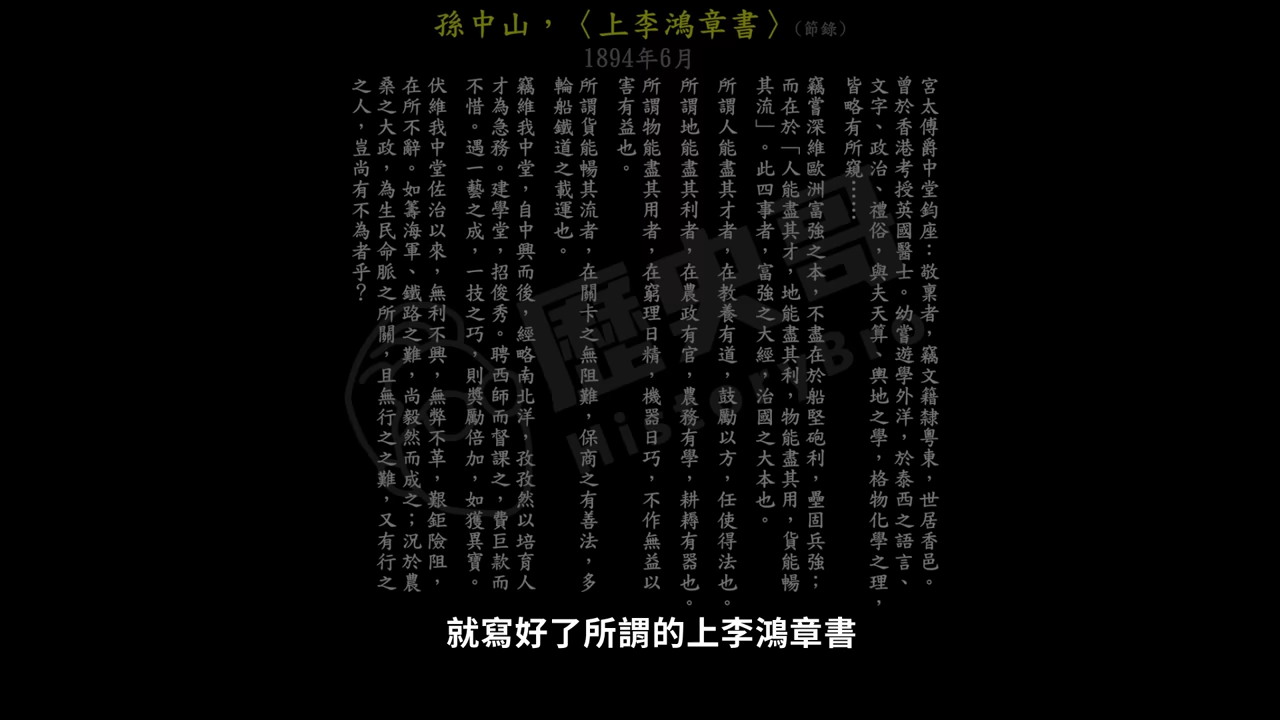 孫中山，〈上李鴻章書〉(節錄)
1894年6月
宮太傅爵中堂鈞座：敬稟者，竊文籍隸粵東，世居香邑。
曾於香港考授英國醫士。幼嘗遊學外洋，於泰西之語言、
文字、政治、禮俗，與夫天算、輿地之學，格物化學之理，
皆略有所窺……
竊嘗深維歐洲富強之本，不盡在於船堅砲利，壘固兵強；
而在於「人能盡其才，地能盡其利，物能盡其用，貨能暢
其流」。此四事者，富強之大經，治國之大本也。
所謂人能盡其才者，在教養有道，鼓勵以方，任使得法也。
所謂地能盡其利者，在農政有官，農務有學，耕耨有器也。
所謂物能盡其用者，在窮理日精，機器日巧，不作無益以
害有益也。
所謂貨能暢其流者，在關卡之無阻難，保商之有善法，多
輪船鐵道之載運也。
竊維我中堂，自中興而後，經略南北洋，孜孜然以培育人
才為急務。建學堂，招俊秀。聘西師而督課之，費巨款而
不惜。遇一藝之成，一技之巧，則獎勵倍加，如獲異寶。
伏維我中堂佐治以來，無利不興，無弊不革，艱鉅險阻，
在所不辭。如籌海軍、鐵路之難，尚毅然而成之；況於農
桑之大政，為生民命脈之所關，且無行之之難，又有行之
之人，豈尚有不為者乎？
歷史哥
HistoryBro
就寫好了所謂的上李鴻章書